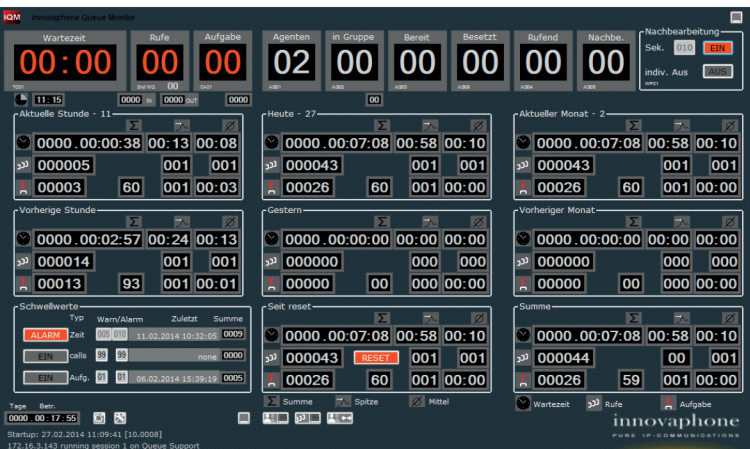 iQM innovaphone Queue Monitor
Wartezeit Rufe Aufgabe Agenten in Gruppe Bereit Besetzt Rufend Nachbe. Nachbearbeitung
00:00 00 00 02 00 00 00 00 00 Sek. 010 EIN
indiv. Aus AUS
2nd WG 00 WP01
11:15 0000 IN 0000 OUT 0000 00
Aktuelle Stunde - 11 Heute - 27 Aktueller Monat - 2
Σ Ø Σ Ø Σ Ø
0000.00:00:38 00:13 00:08 0000.00:07:08 00:58 00:10 0000.00:07:08 00:58 00:10
000005 001 001 000043 001 001 000043 001 001
00003 60 001 00:03 00026 60 001 00:00 00026 60 001 00:00
Vorherige Stunde Gestern Vorheriger Monat
Σ Ø Σ Ø Σ Ø
0000.00:02:57 00:24 00:13 0000.00:00:00 00:00 00:00 0000.00:00:00 00:00 00:00
000014 001 001 000000 000 000 000000 000 000
00013 93 001 00:01 00000 00 000 00:00 00000 00 000 00:00
Schwellwerte Seit reset Summe
Typ Warn/Alarm Zuletzt Summe Σ Ø Σ Ø
ALARM Zeit 005 010 11.02.2014 10:32:05 0009 0000.00:07:08 00:58 00:10 0000.00:07:08 00:58 00:10
EIN calls 99 99 none 0000 000043 RESET 001 001 000044 00 001
EIN Aufg. 01 01 06.02.2014 15:39:19 0005 00026 60 001 00:00 00026 59 001 00:00
Σ Summe Spitze Ø Mittel Wartezeit Rufe Aufgabe
Tage Betr.
0000.00:17:55
innovaphone
PURE IP-COMMUNICATIONS
Startup: 27.02.2014 11:09:41 [10.0008]
172.16.3.143 running session 1 on Queue Support